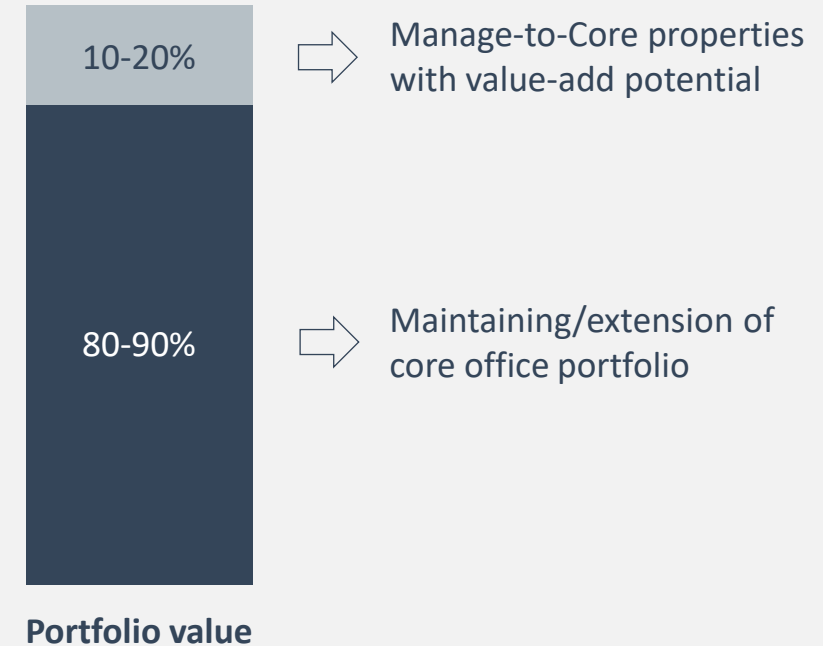 10-20%
Manage-to-Core properties
with value-add potential
80-90%
Maintaining/extension of
core office portfolio
Portfolio value